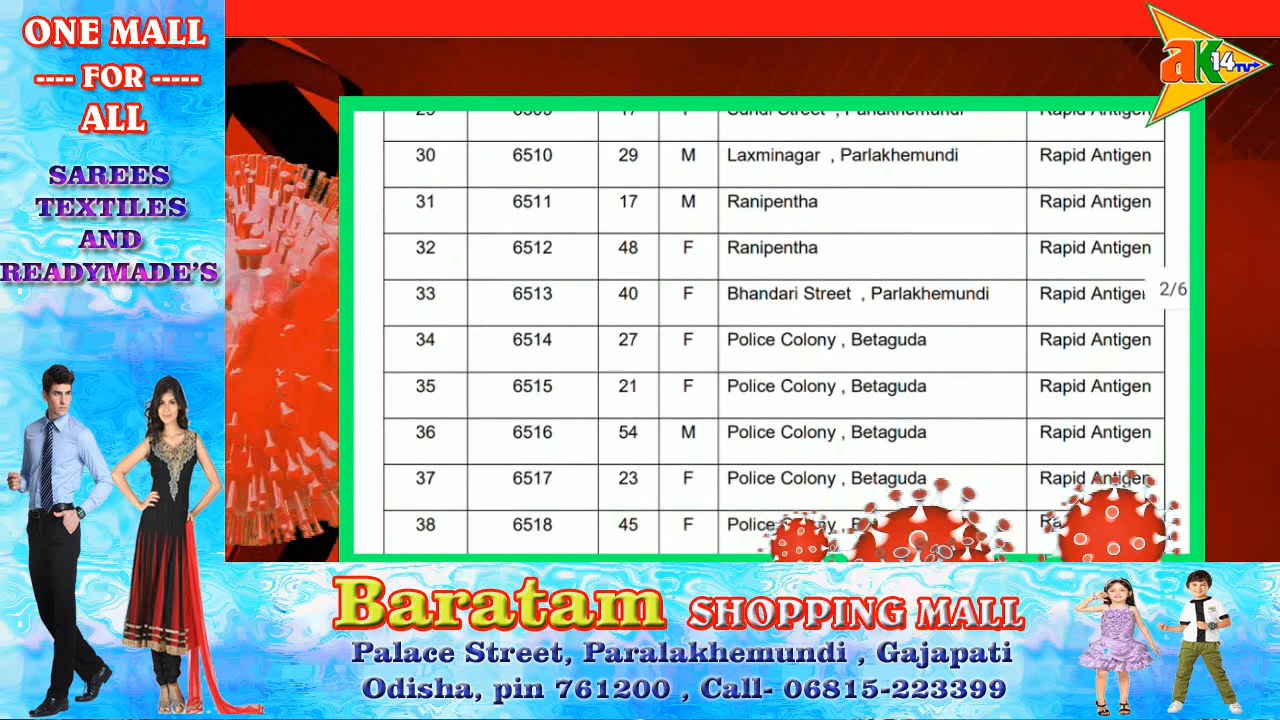 ONE MALL
---- FOR -----
ALL
SAREES
TEXTILES
AND
READYMADE'S
aK14TV
30 6510 29 M Laxminagar , Parlakhemundi Rapid Antigen
31 6511 17 M Ranipentha Rapid Antigen
32 6512 48 F Ranipentha Rapid Antigen
33 6513 40 F Bhandari Street , Parlakhemundi Rapid
2/6
34 6514 27 F Police Colony , Betaguda Rapid Antigen
35 6515 21 F Police Colony , Betaguda Rapid Antigen
36 6516 54 M Police Colony , Betaguda Rapid Antigen
37 6517 23 F Police Colony , Betaguda Rapid Antigen
38 6518 45 F Police
Baratam SHOPPING MALL
Palace Street, Paralakhemundi , Gajapati
Odisha, pin 761200 , Call- 06815-223399